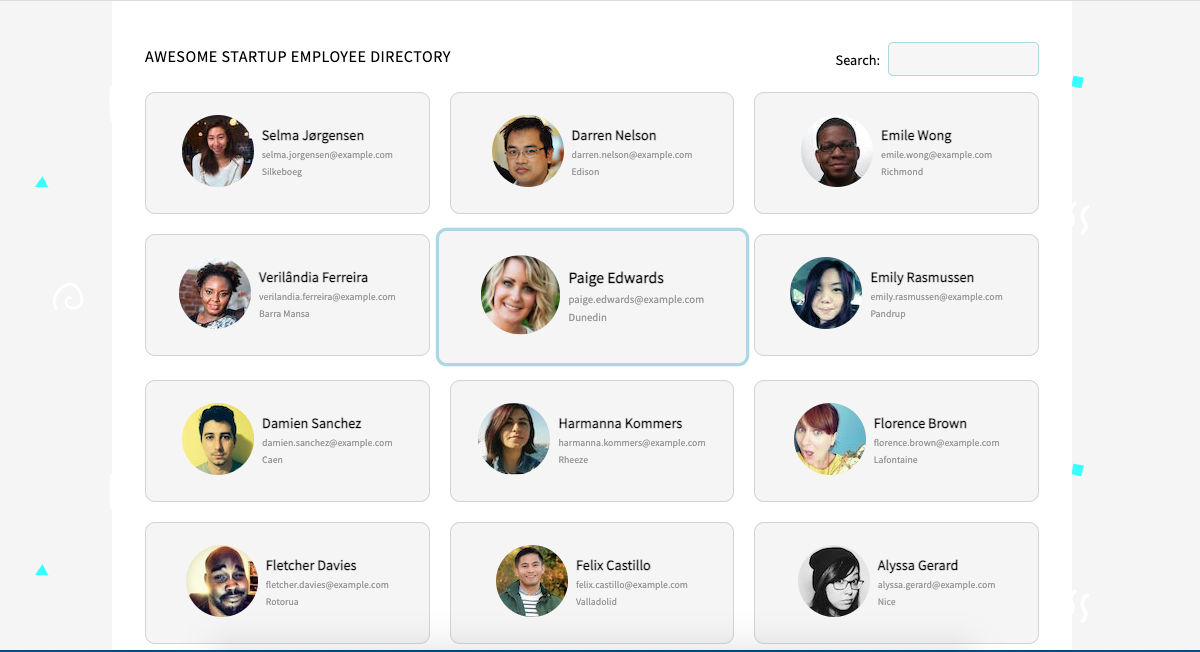 AWESOME STARTUP EMPLOYEE DIRECTORY
Search:
Selma Jørgensen
selma.jorgensen@example.com
Silkeboeg
Darren Nelson
darren.nelson@example.com
Edison
Emile Wong
emile.wong@example.com
Richmond
Verilândia Ferreira
verilandia.ferreira@example.com
Barra Mansa
Paige Edwards
paige.edwards@example.com
Dunedin
Emily Rasmussen
emily.rasmussen@example.com
Pandrup
Damien Sanchez
damien.sanchez@example.com
Caen
Harmanna Kommers
harmanna.kommers@example.com
Rheeze
Florence Brown
florence.brown@example.com
Lafontaine
Fletcher Davies
fletcher.davies@example.com
Rotorua
Felix Castillo
felix.castillo@example.com
Valladolid
Alyssa Gerard
alyssa.gerard@example.com
Nice